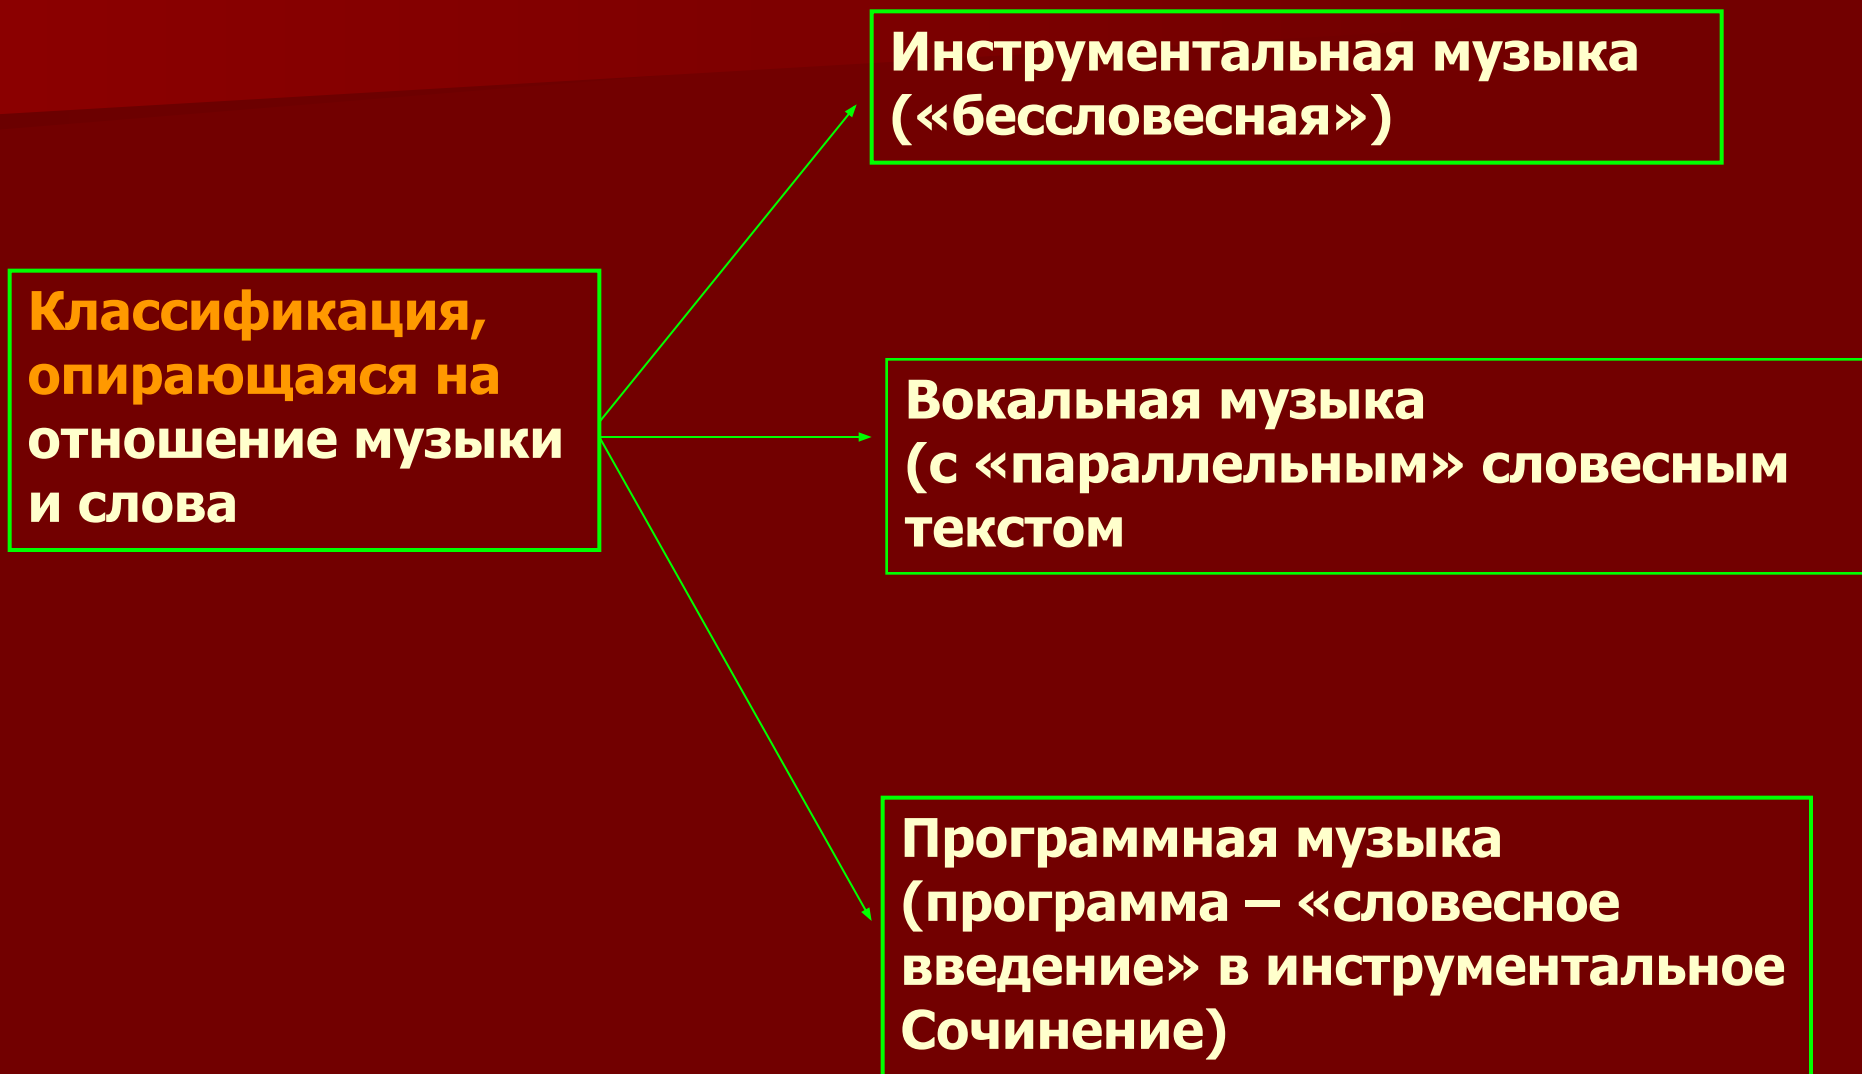 Инструментальная музыка
(«бессловесная»)
Классификация,
опирающаяся на
отношение музыки
и слова
Вокальная музыка
(с «параллельным» словесным
текстом
Программная музыка
(программа – «словесное
введение» в инструментальное
Сочинение)